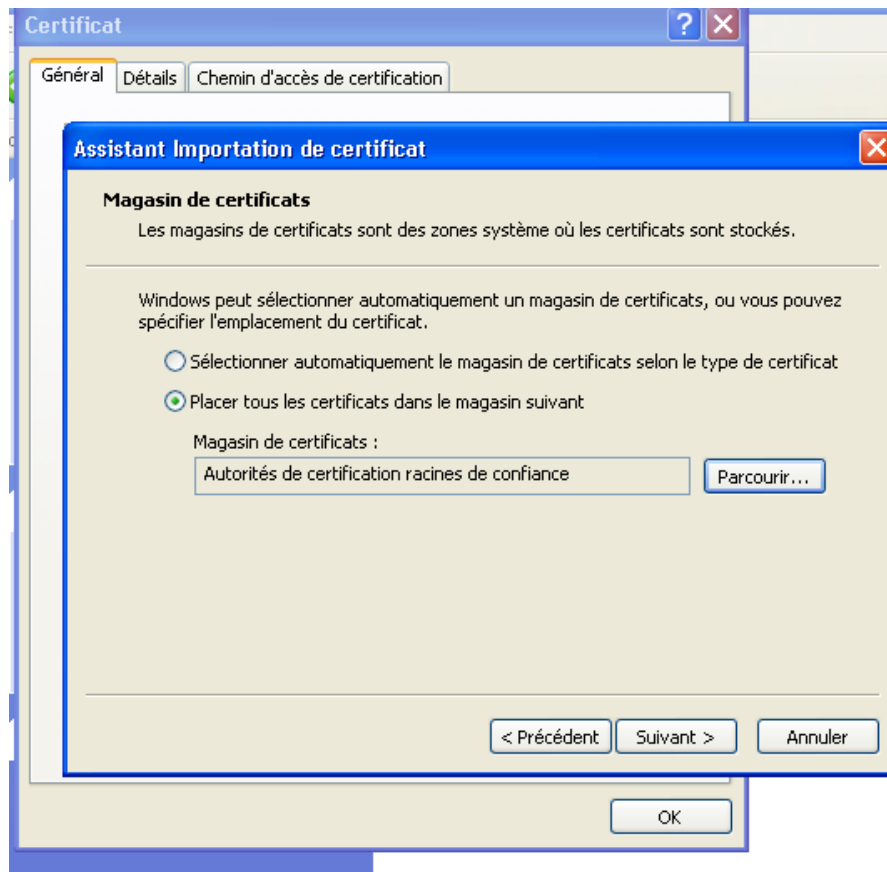 Certificat
Général Détails Chemin d'accès de certification
Assistant Importation de certificat
Magasin de certificats
Les magasins de certificats sont des zones système où les certificats sont stockés.
Windows peut sélectionner automatiquement un magasin de certificats, ou vous pouvez
spécifier l'emplacement du certificat.
Sélectionner automatiquement le magasin de certificats selon le type de certificat
Placer tous les certificats dans le magasin suivant
Magasin de certificats :
Autorités de certification racines de confiance
Parcourir...
< Précédent Suivant > Annuler
OK